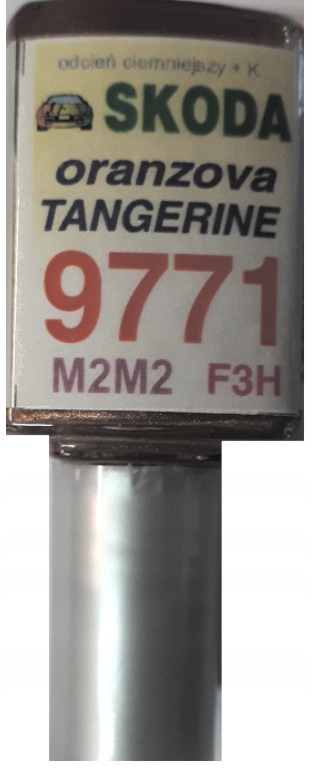 odcień ciemniejszy + K
SKODA
oranzova
TANGERINE
9771
M2M2 F3H